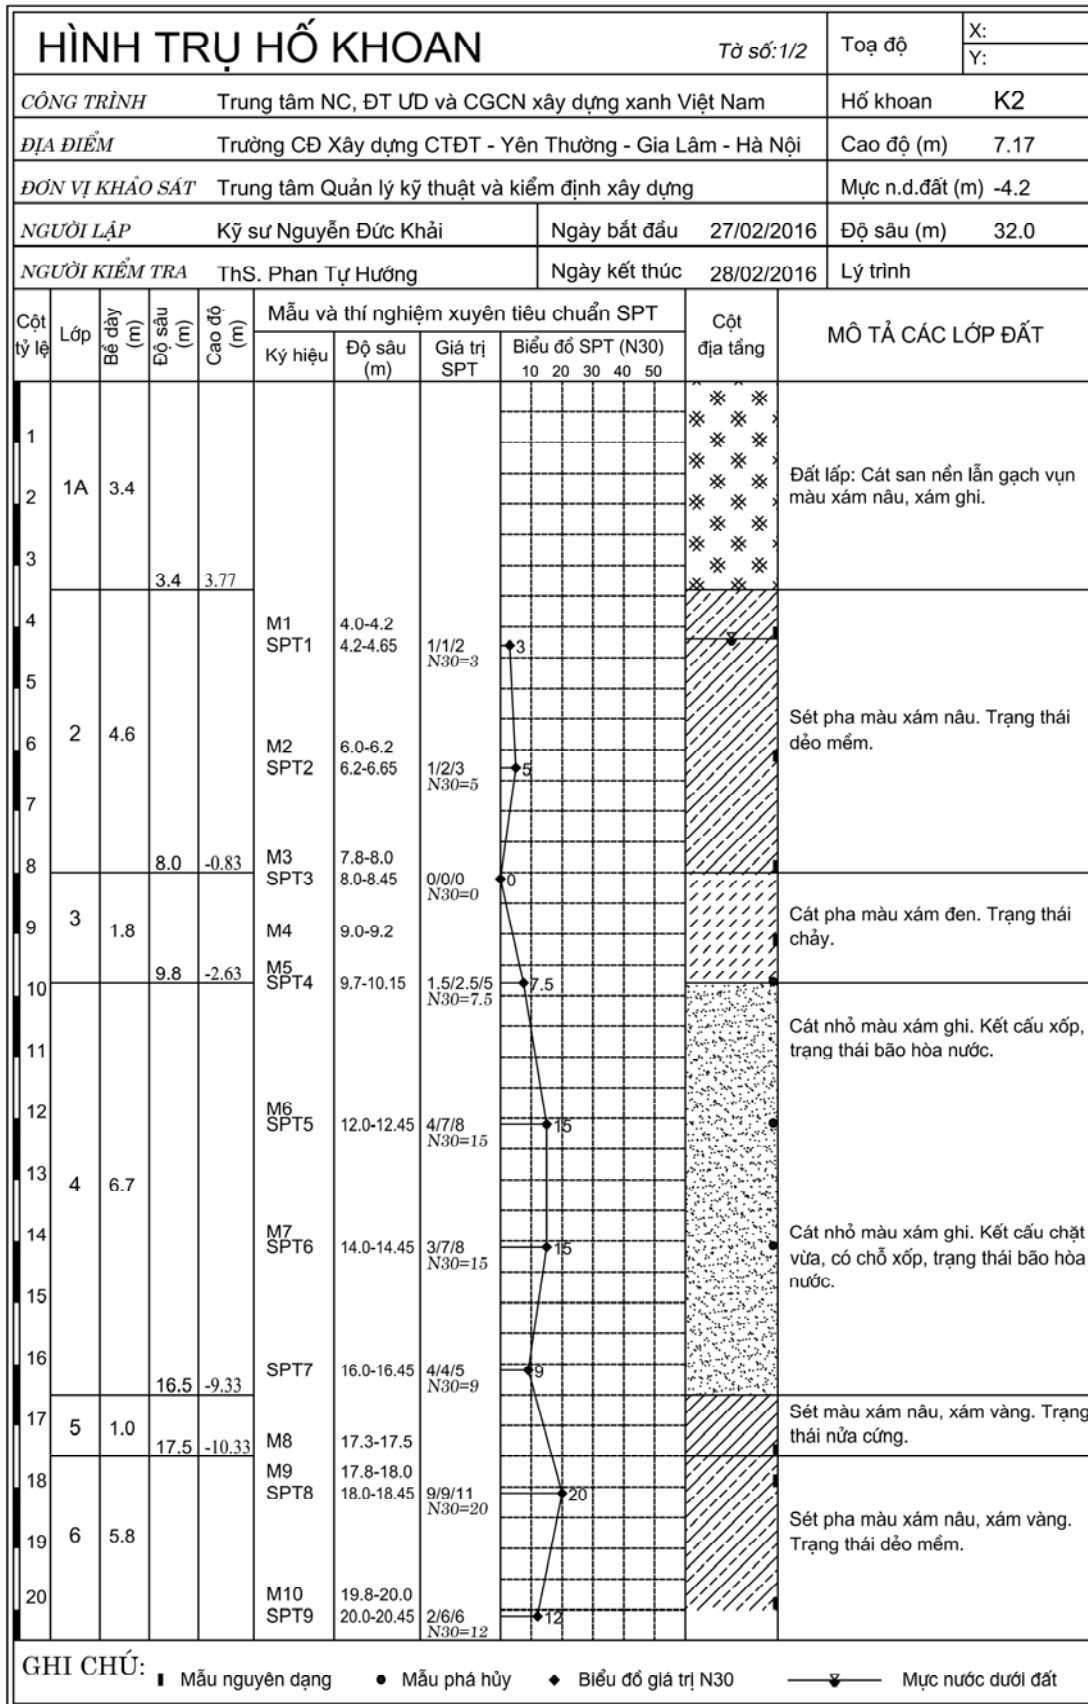 HÌNH TRỤ HỐ KHOAN
Tờ số:1/2
Toạ độ
X:
Y:
CÔNG TRÌNH Trung tâm NC, ĐT ƯD và CGCN xây dựng xanh Việt Nam
Hố khoan K2
ĐỊA ĐIỂM Trường CĐ Xây dựng CTĐT - Yên Thường - Gia Lâm - Hà Nội
Cao độ (m) 7.17
ĐƠN VỊ KHẢO SÁT Trung tâm Quản lý kỹ thuật và kiểm định xây dựng
Mực n.d.đất (m) -4.2
NGƯỜI LẬP Kỹ sư Nguyễn Đức Khải
Ngày bắt đầu 27/02/2016
Độ sâu (m) 32.0
NGƯỜI KIỂM TRA ThS. Phan Tự Hướng
Ngày kết thúc 28/02/2016
Lý trình
Cột tỷ lệ
Lớp
Bề dày (m)
Độ sâu (m)
Cao độ (m)
Mẫu và thí nghiệm xuyên tiêu chuẩn SPT
Ký hiệu
Độ sâu (m)
Giá trị SPT
Biểu đồ SPT (N30)
10 20 30 40 50
Cột địa tầng
MÔ TẢ CÁC LỚP ĐẤT
1
1A 3.4
2
3
3.4 3.77
Đất lấp: Cát san nền lẫn gạch vụn
màu xám nâu, xám ghi.
4
M1 4.0-4.2
SPT1 4.2-4.65 1/1/2 3
N30=3
5
2 4.6
6
M2 6.0-6.2
SPT2 6.2-6.65 1/2/3 5
N30=5
Sét pha màu xám nâu. Trạng thái
dẻo mềm.
7
8
8.0 -0.83
M3 7.8-8.0
SPT3 8.0-8.45 0/0/0 0
N30=0
3 1.8
9
M4 9.0-9.2
Cát pha màu xám đen. Trạng thái
chảy.
9.8 -2.63
M5
SPT4 9.7-10.15 1.5/2.5/5 7.5
N30=7.5
10
Cát nhỏ màu xám ghi. Kết cấu xốp,
trạng thái bão hòa nước.
11
12
M6
SPT5 12.0-12.45 4/7/8 15
N30=15
13
4 6.7
14
M7
SPT6 14.0-14.45 3/7/8 15
N30=15
Cát nhỏ màu xám ghi. Kết cấu chặt
vừa, có chỗ xốp, trạng thái bão hòa
nước.
15
16
SPT7 16.0-16.45 4/4/5 9
N30=9
16.5 -9.33
17
5 1.0
17.5 -10.33
M8 17.3-17.5
Sét màu xám nâu, xám vàng. Trạng
thái nửa cứng.
18
M9 17.8-18.0
SPT8 18.0-18.45 9/9/11 20
N30=20
19
6 5.8
Sét pha màu xám nâu, xám vàng.
Trạng thái dẻo mềm.
20
M10 19.8-20.0
SPT9 20.0-20.45 2/6/6 12
N30=12
GHI CHÚ: Mẫu nguyên dạng Mẫu phá hủy Biểu đồ giá trị N30 Mực nước dưới đất